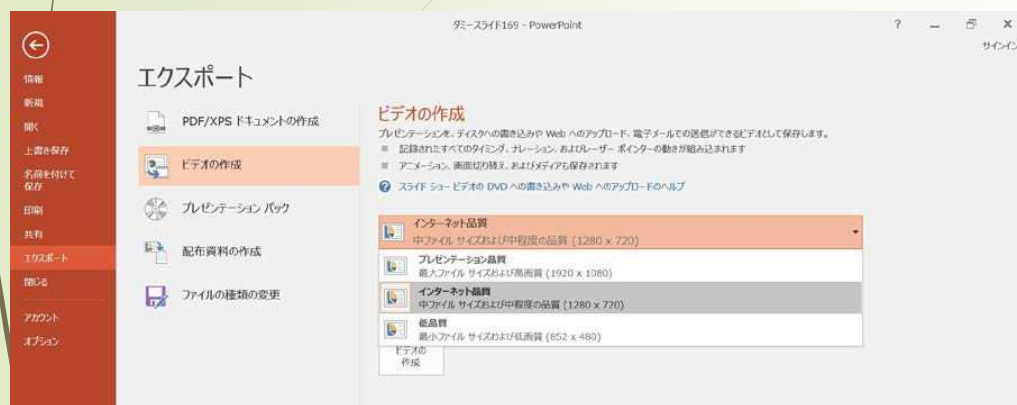 ダミースライド169 - PowerPoint
?
サインイン
情報
新規
開く
上書き保存
名前を付けて
保存
印刷
共有
エクスポート
閉じる
アカウント
オプション
エクスポート
PDF/XPS ドキュメントの作成
ビデオの作成
プレゼンテーション パック
配布資料の作成
ファイルの種類の変更
ビデオの作成
プレゼンテーションを、ディスクへの書き込みや Web へのアップロード、電子メールでの送信ができるビデオとして保存します。
記録されたすべてのタイミング、ナレーション、およびレーザー ポインターの動きが組み込まれます
アニメーション、画面切り替え、およびメディアも保存されます
スライド ショー ビデオの DVD への書き込みや Web へのアップロードのヘルプ
インターネット品質
中ファイル サイズおよび中程度の品質 (1280 x 720)
プレゼンテーション品質
最大ファイル サイズおよび高画質 (1920 x 1080)
インターネット品質
中ファイル サイズおよび中程度の品質 (1280 x 720)
低品質
最小ファイル サイズおよび低画質 (852 x 480)
ビデオの
作成